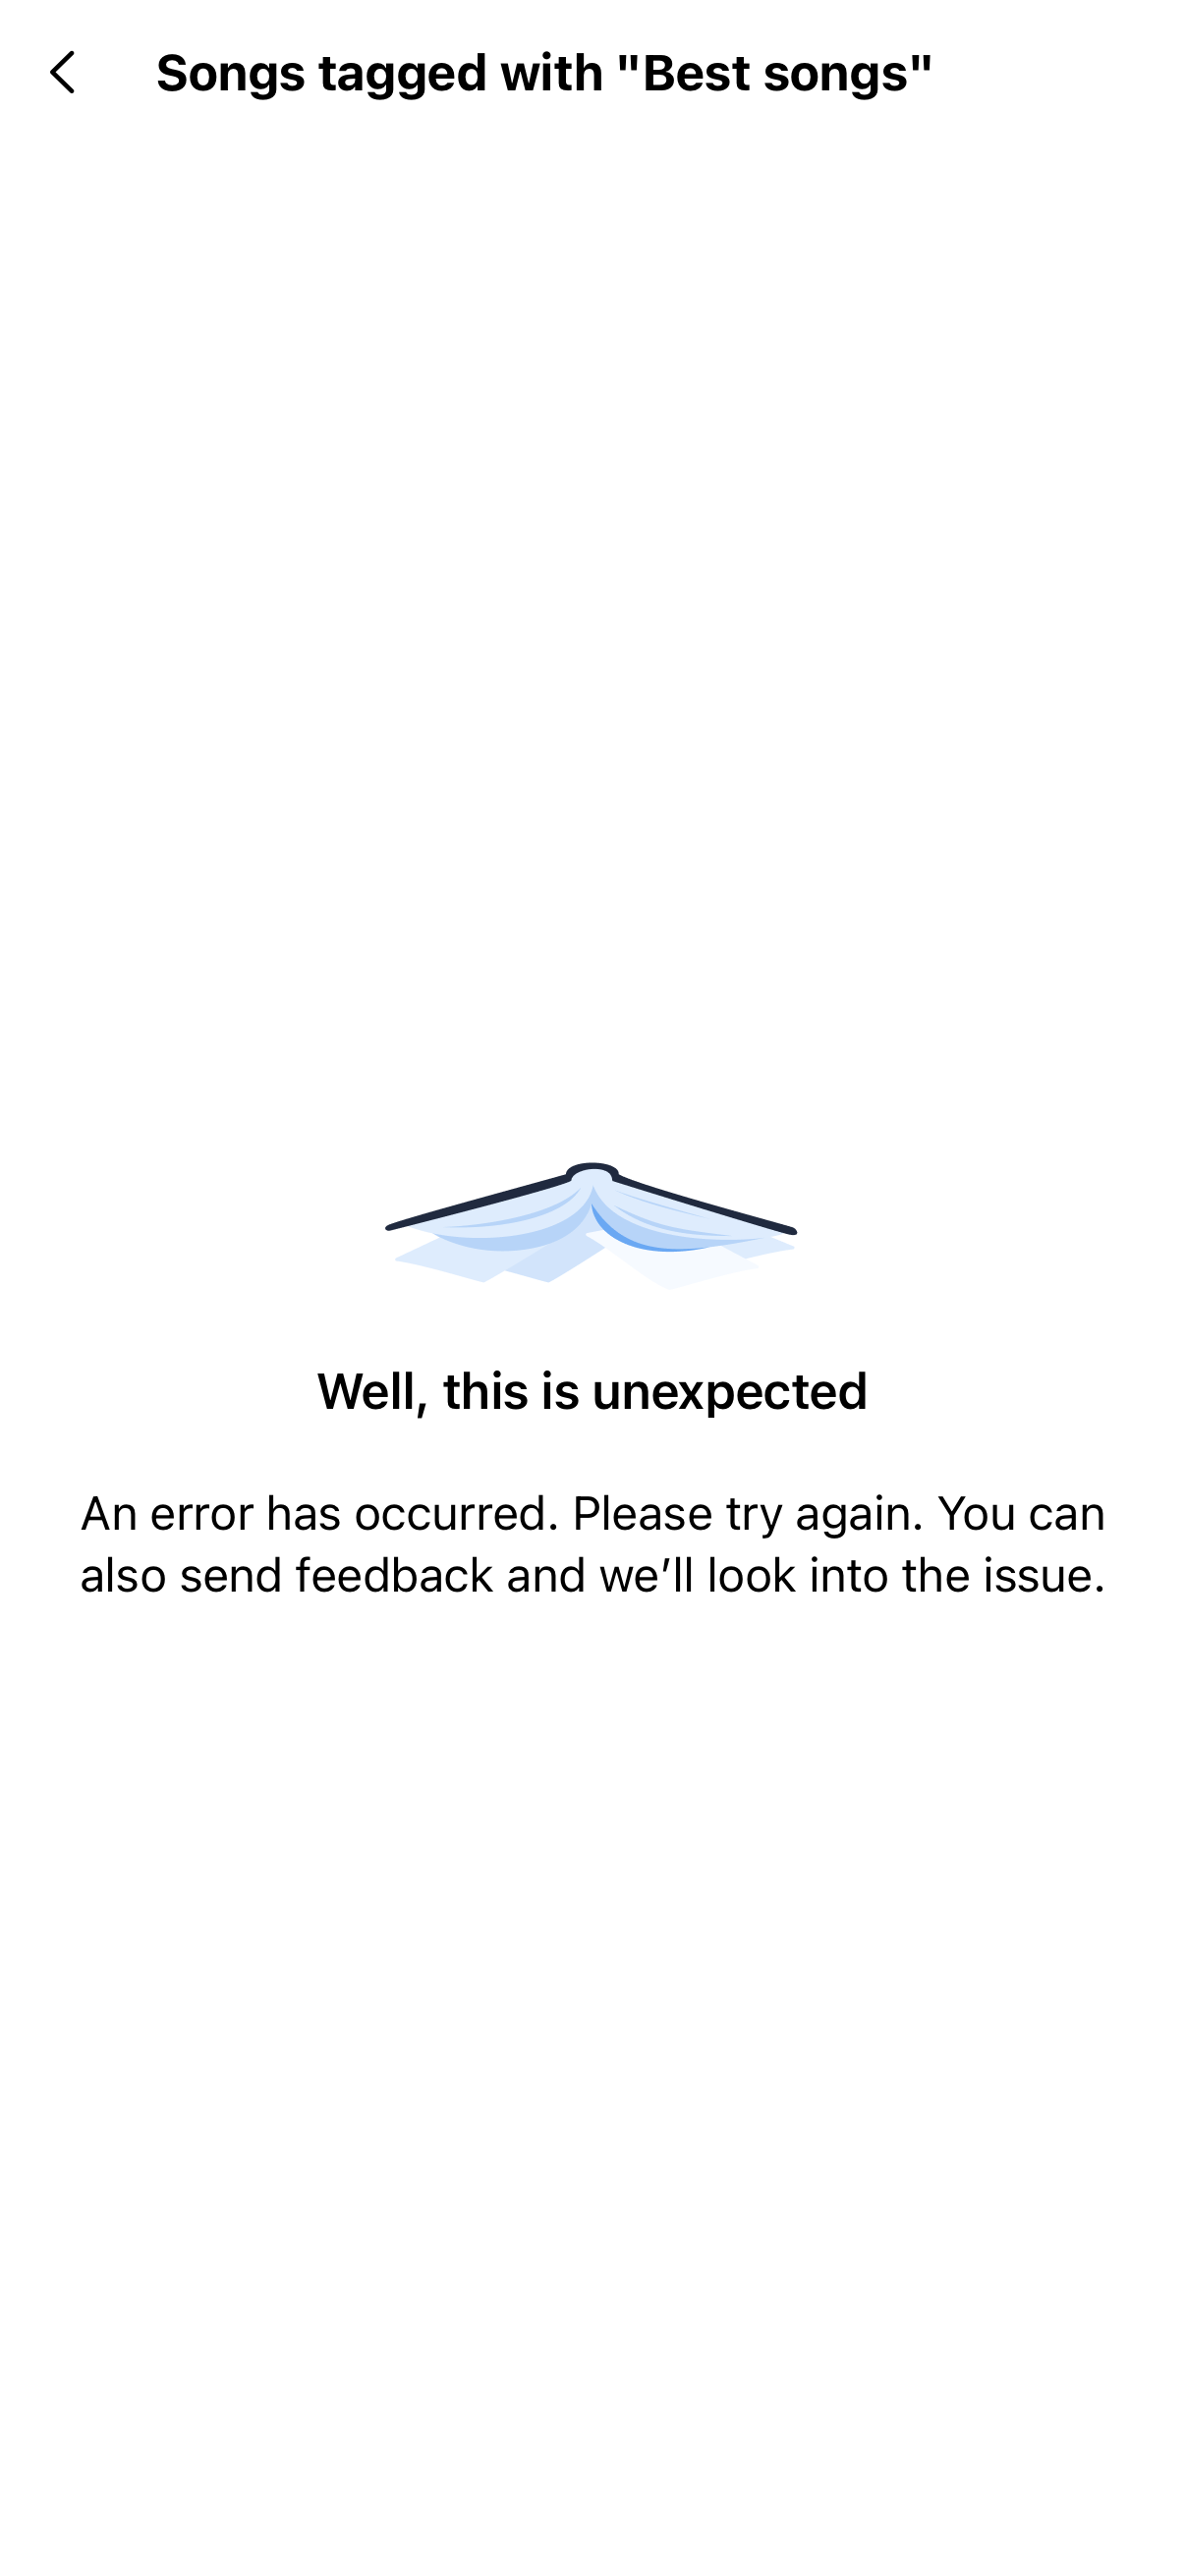 Songs tagged with "Best songs"
Well, this is unexpected
An error has occurred. Please try again. You can
also send feedback and we’ll look into the issue.